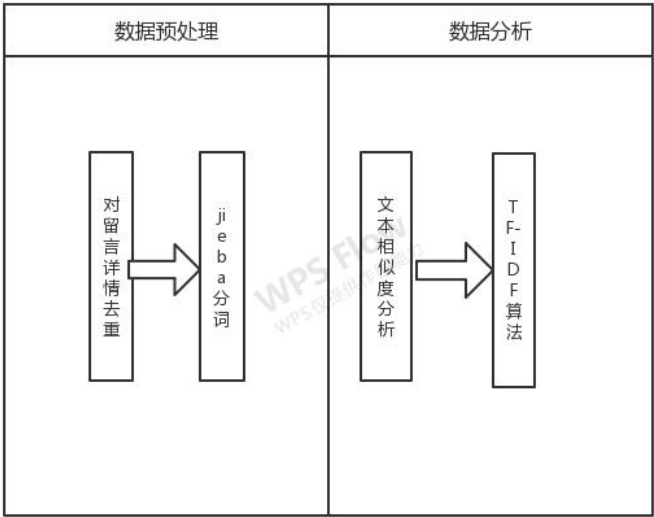 数据预处理
数据分析
对留言详情去重
jieba分词
文本相似度分析
TF-IDF算法
WPS Flow